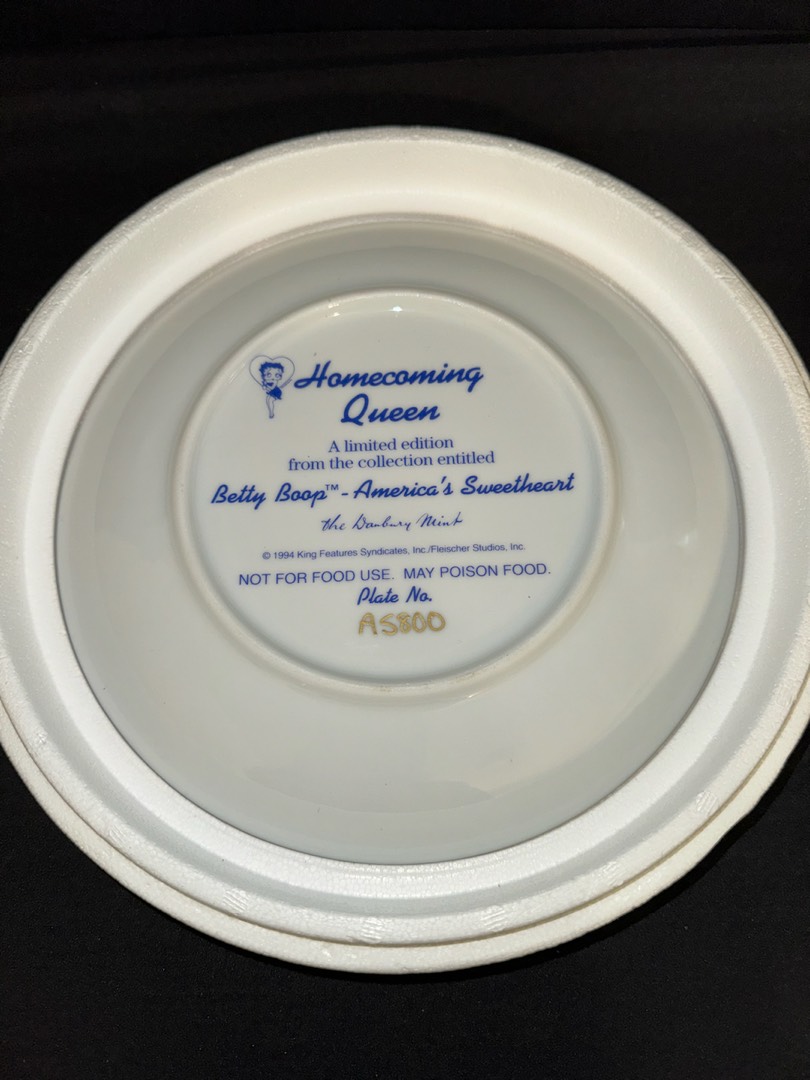 Homecoming
Queen
A limited edition
from the collection entitled
Betty Boop™ - America's Sweetheart
the Danbury Mint
© 1994 King Features Syndicates, Inc./Fleischer Studios, Inc.
NOT FOR FOOD USE. MAY POISON FOOD.
Plate No.
A5800